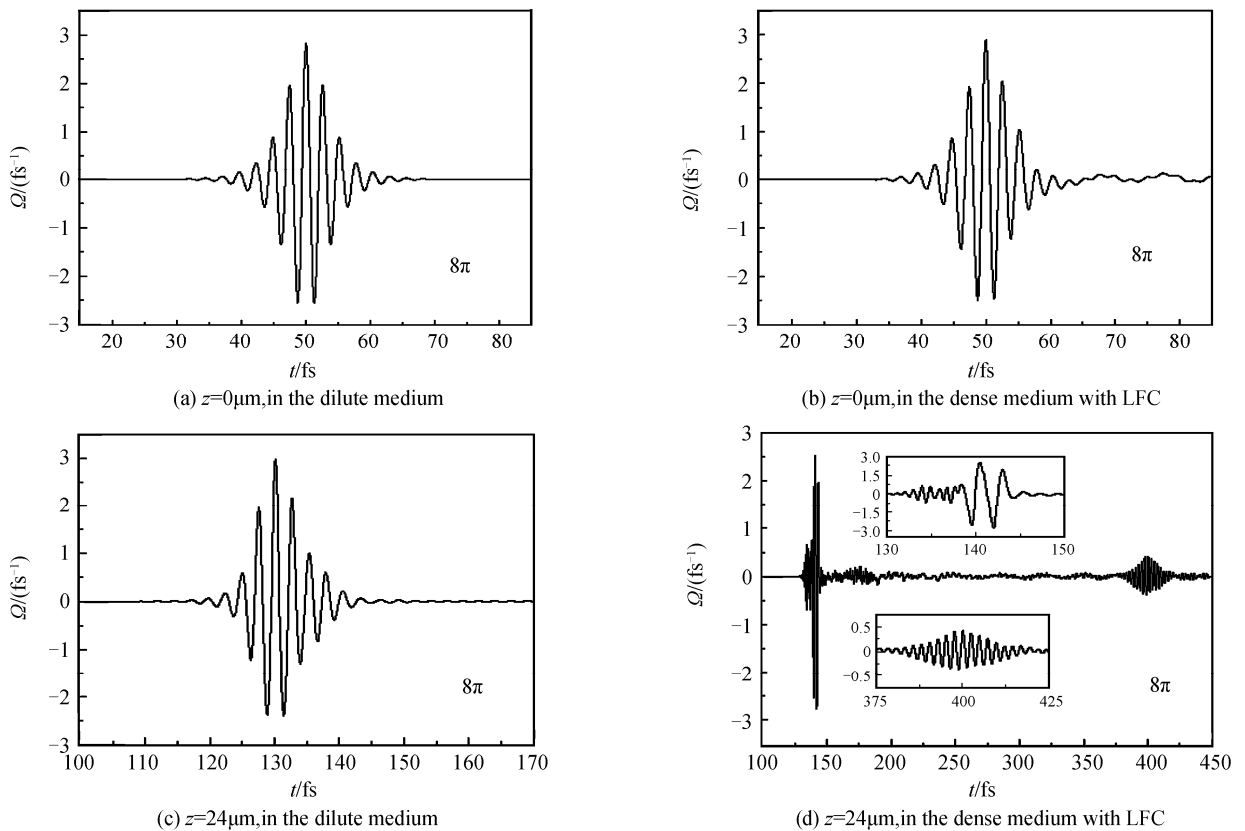 3
2
1
0
−1
−2
−3
Ω/(fs⁻¹)
8π
20 30 40 50 60 70 80
t/fs
(a) z=0μm,in the dilute medium
3
2
1
0
−1
−2
−3
Ω/(fs⁻¹)
8π
20 30 40 50 60 70 80
t/fs
(b) z=0μm,in the dense medium with LFC
3
2
1
0
−1
−2
−3
Ω/(fs⁻¹)
8π
100 110 120 130 140 150 160 170
t/fs
(c) z=24μm,in the dilute medium
3
2
1
0
−1
−2
−3
Ω/(fs⁻¹)
3.0
1.5
0
−1.5
−3.0
130 140 150
0.5
0
−0.5
375 400 425
8π
100 150 200 250 300 350 400 450
t/fs
(d) z=24μm,in the dense medium with LFC